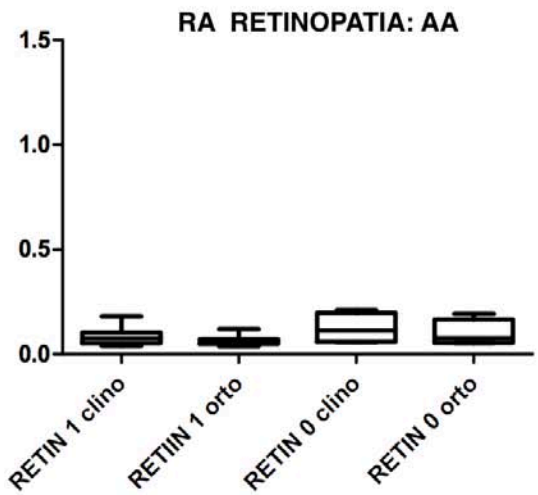 RA RETINOPATIA: AA
1.5
1.0
0.5
0.0
RETIN 1 clino
RETIIN 1 orto
RETIN 0 clino
RETIN 0 orto